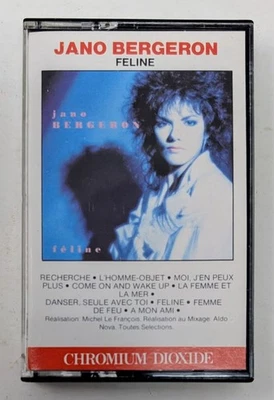 JANO BERGERON
FELINE
jano
BERGERON
féline
RECHERCHE • L'HOMME-OBJET • MOI, J'EN PEUX
PLUS • COME ON AND WAKE UP • LA FEMME ET
LA MER •
DANSER, SEULE AVEC TOI • FELINE • FEMME
DE FEU • A MON AMI •
Réalisation: Michel Le François. Réalisation au Mixage: Aldo
Nova. Toutes Selections.
CHROMIUM DIOXIDE